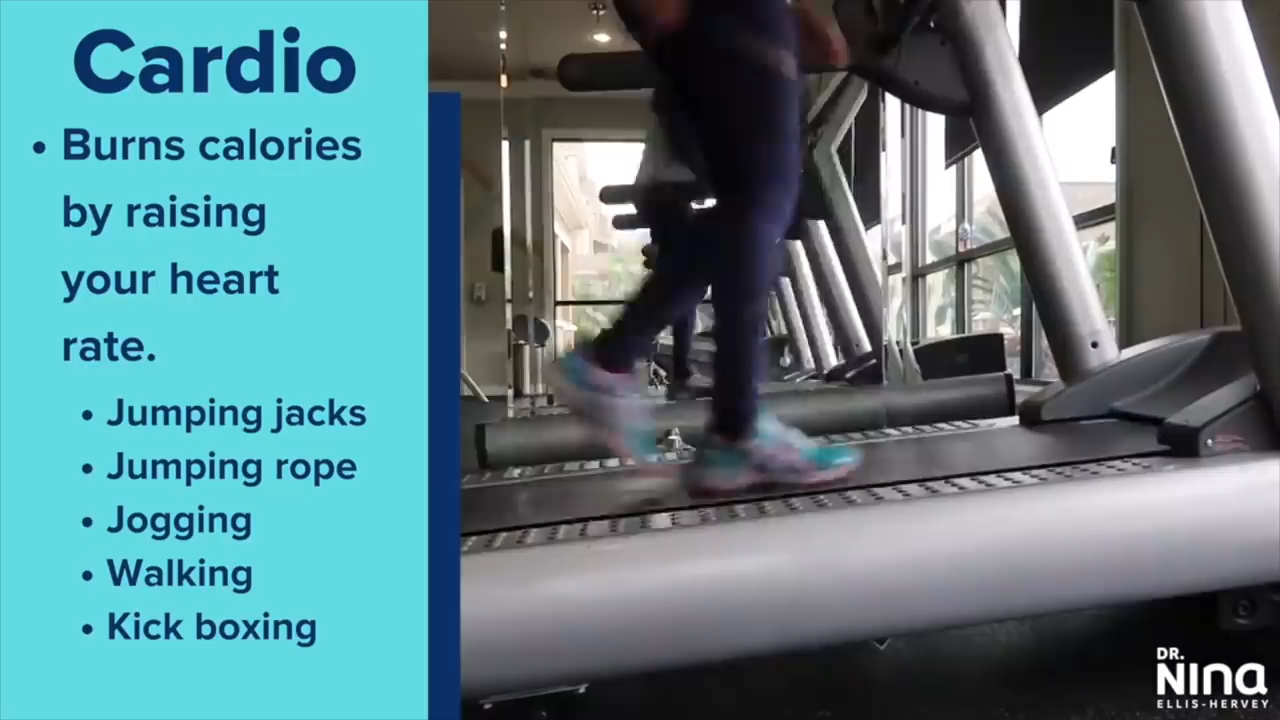 Cardio
• Burns calories
by raising
your heart
rate.
• Jumping jacks
• Jumping rope
• Jogging
• Walking
• Kick boxing
DR.
Nina
ELLIS-HERVEY